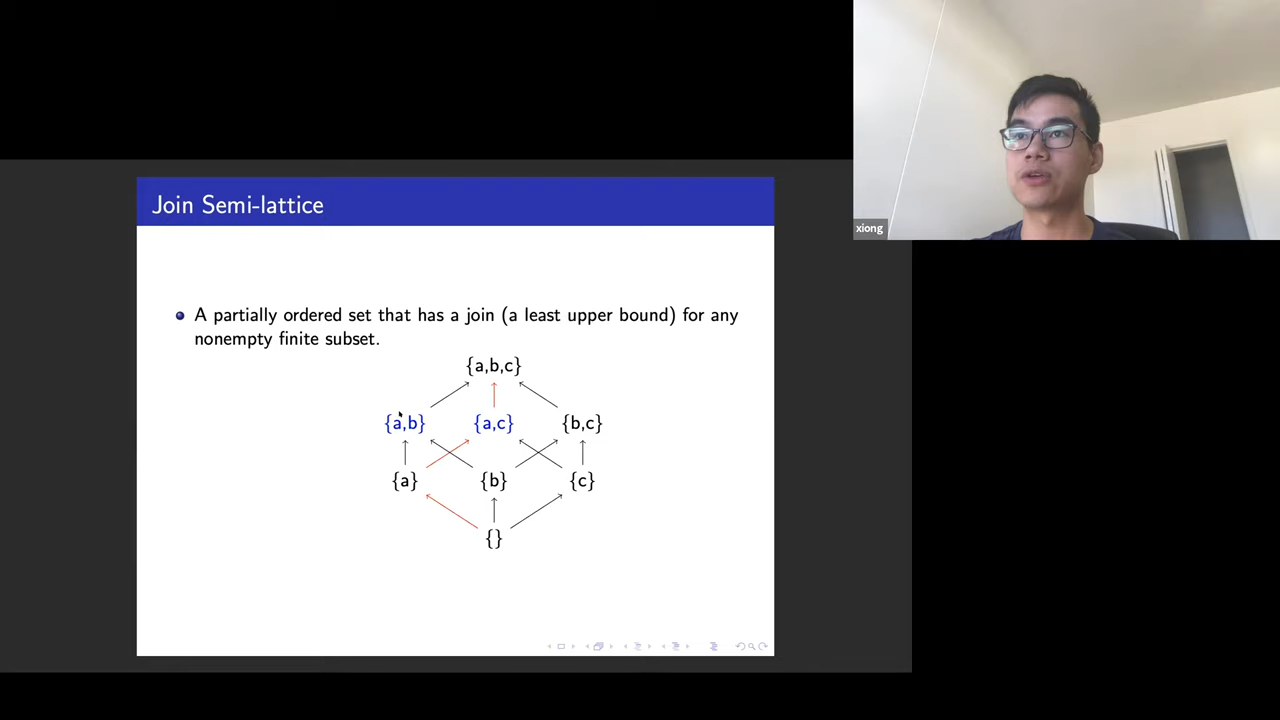 Join Semi-lattice
A partially ordered set that has a join (a least upper bound) for any
nonempty finite subset.
{a,b,c}
{a,b} {a,c} {b,c}
{a} {b} {c}
{}
xiong